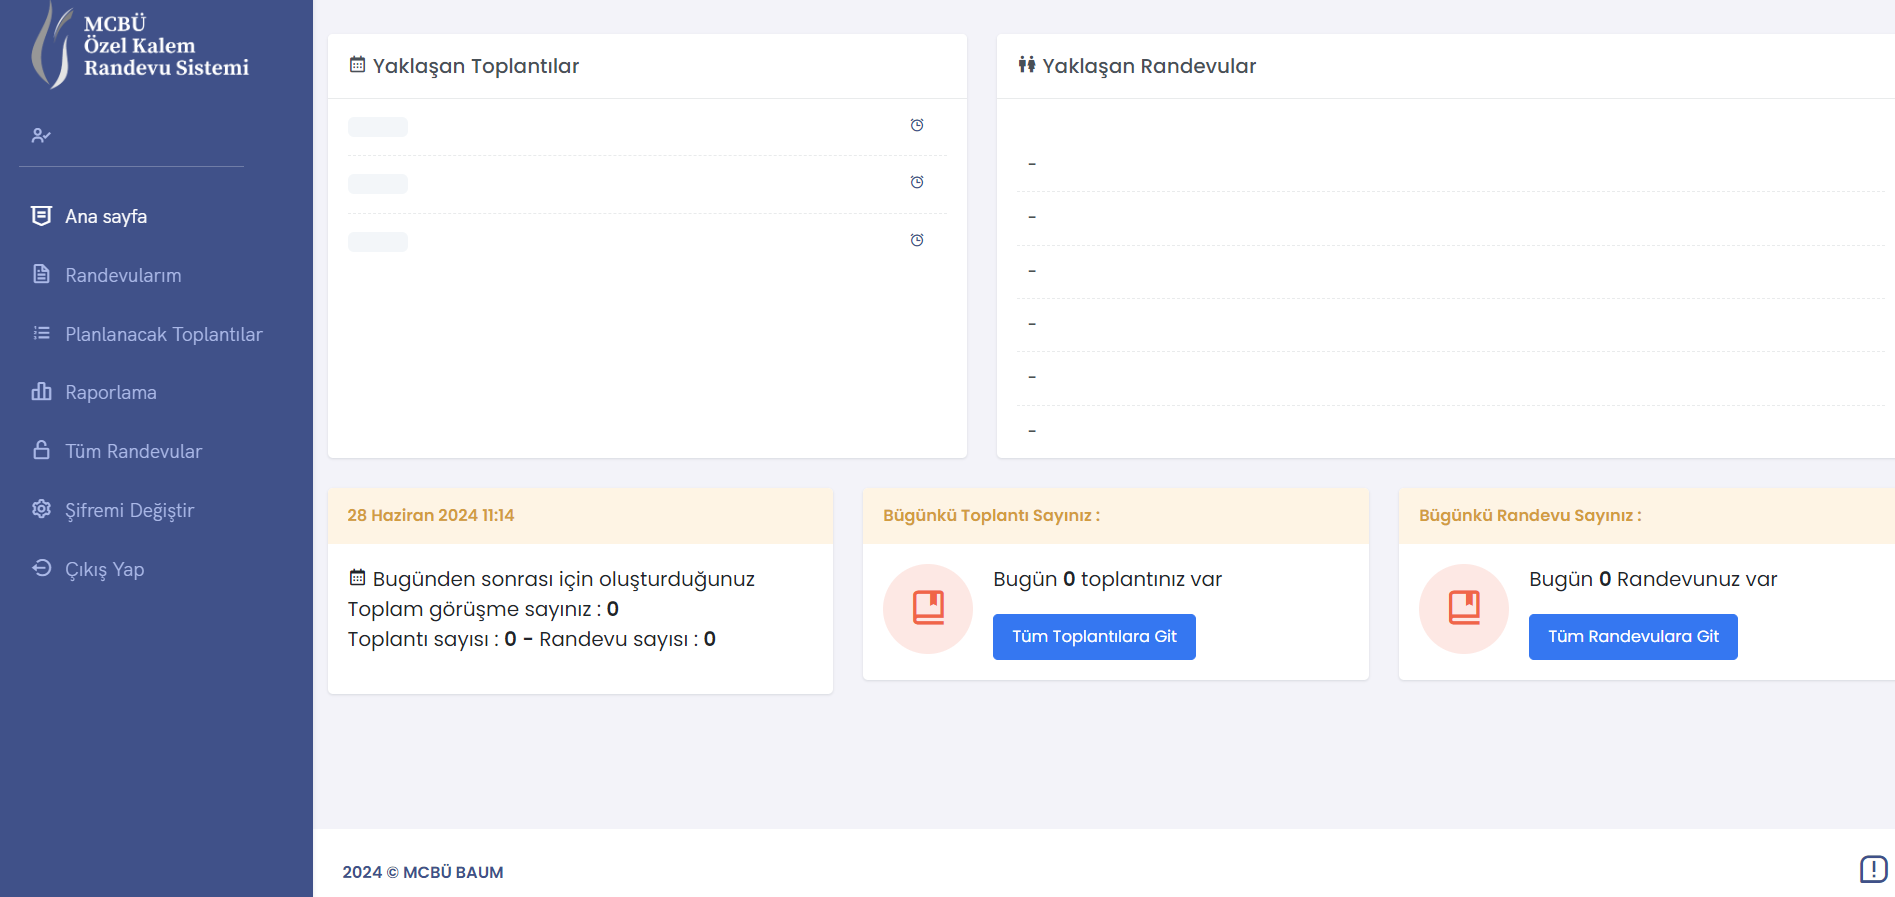 MCBÜ
Özel Kalem
Randevu Sistemi
Ana sayfa
Randevularım
Planlanacak Toplantılar
Raporlama
Tüm Randevular
Şifremi Değiştir
Çıkış Yap
Yaklaşan Toplantılar
Yaklaşan Randevular
-
-
-
-
-
-
28 Haziran 2024 11:14
Bugünden sonrası için oluşturduğunuz
Toplam görüşme sayınız : 0
Toplantı sayısı : 0 - Randevu sayısı : 0
Bügünkü Toplantı Sayınız :
Bugün 0 toplantınız var
Tüm Toplantılara Git
Bügünkü Randevu Sayınız :
Bugün 0 Randevunuz var
Tüm Randevulara Git
2024 © MCBÜ BAUM